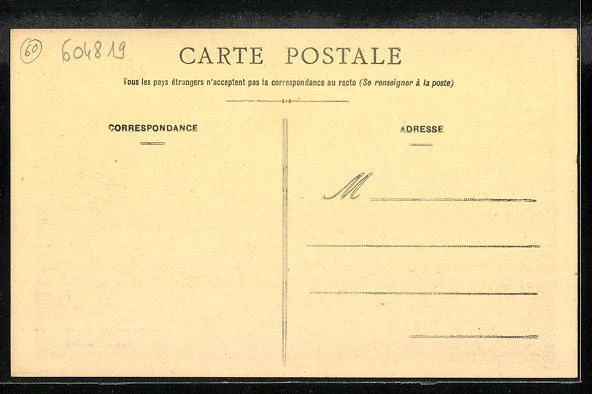 60 604819
CARTE POSTALE
Tous les pays étrangers n'acceptent pas la correspondance au recto (Se renseigner à la poste)
CORRESPONDANCE
ADRESSE
M